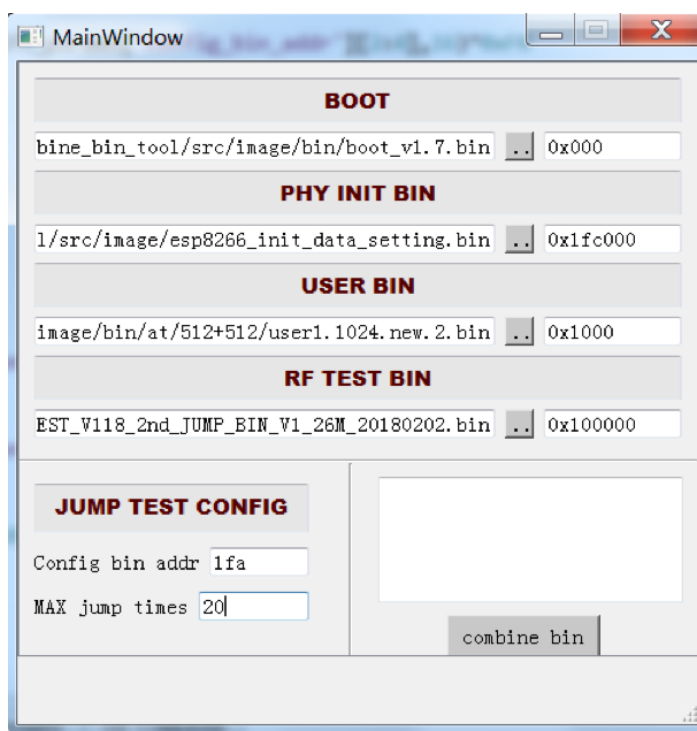 MainWindow
BOOT
bine_bin_tool/src/image/bin/boot_v1.7.bin .. 0x000
PHY INIT BIN
l/src/image/esp8266_init_data_setting.bin .. 0x1fc000
USER BIN
image/bin/at/512+512/user1.1024.new.2.bin .. 0x1000
RF TEST BIN
EST_V118_2nd_JUMP_BIN_V1_26M_20180202.bin .. 0x100000
JUMP TEST CONFIG
Config bin addr 1fa
MAX jump times 20
combine bin